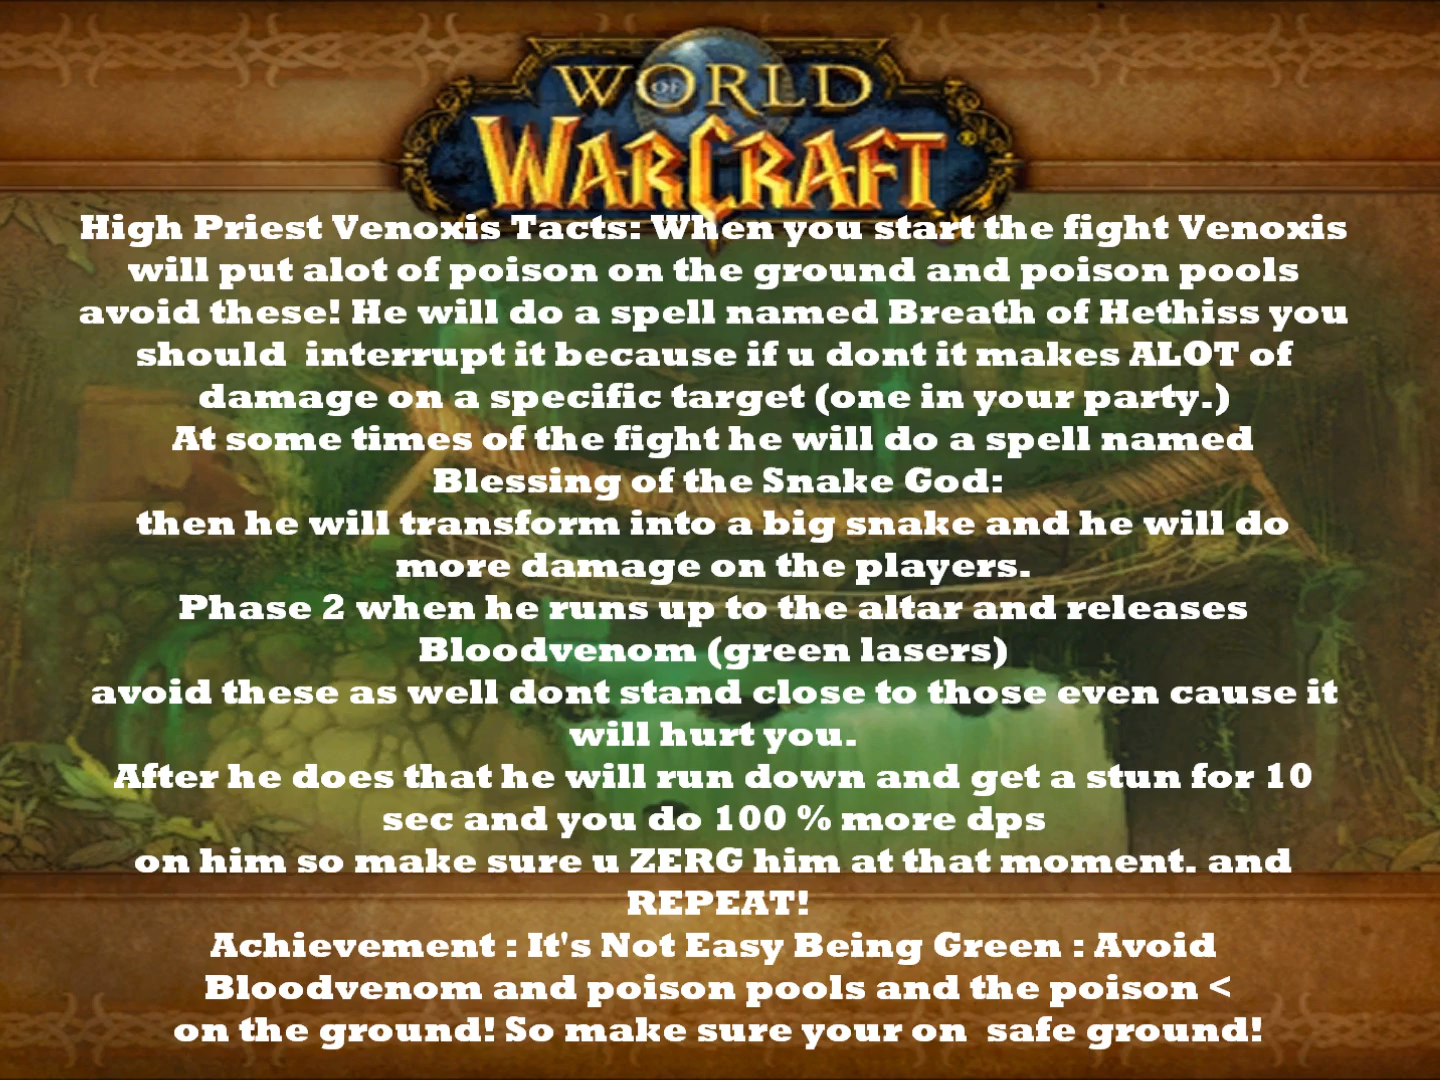 WORLD
OF
WARCRAFT®
High Priest Venoxis Tacts: When you start the fight Venoxis
will put alot of poison on the ground and poison pools
avoid these! He will do a spell named Breath of Hethiss you
should  interrupt it because if u dont it makes ALOT of
damage on a specific target (one in your party.)
At some times of the fight he will do a spell named
Blessing of the Snake God:
then he will transform into a big snake and he will do
more damage on the players.
Phase 2 when he runs up to the altar and releases
Bloodvenom (green lasers)
avoid these as well dont stand close to those even cause it
will hurt you.
After he does that he will run down and get a stun for 10
sec and you do 100 % more dps
on him so make sure u ZERG him at that moment. and
REPEAT!
Achievement : It's Not Easy Being Green : Avoid
Bloodvenom and poison pools and the poison <
on the ground! So make sure your on  safe ground!